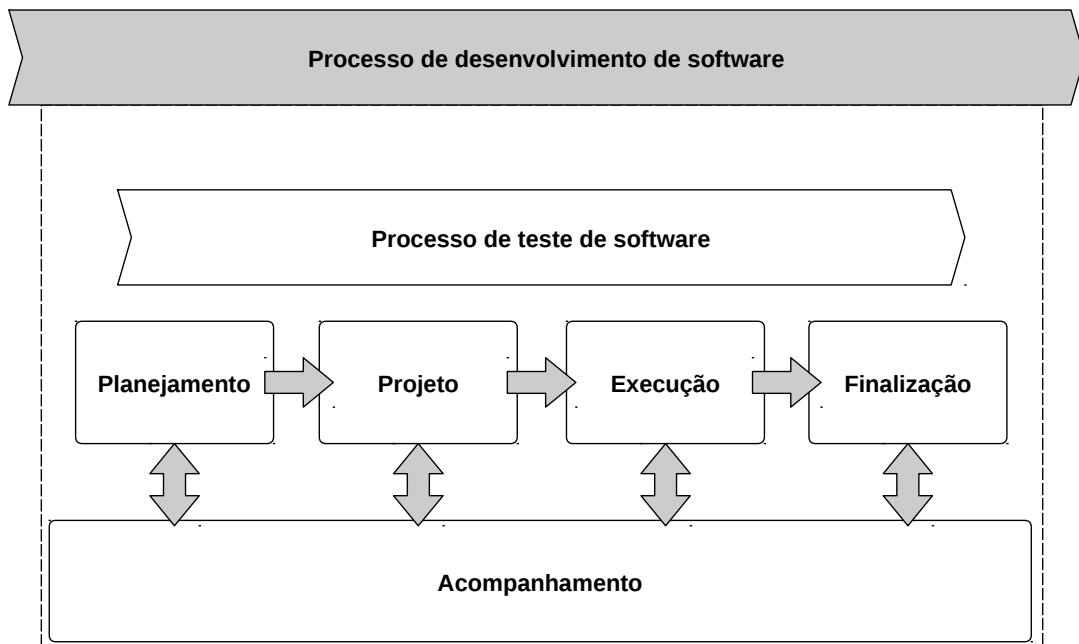 Processo de desenvolvimento de software
Processo de teste de software
Planejamento
Projeto
Execução
Finalização
Acompanhamento